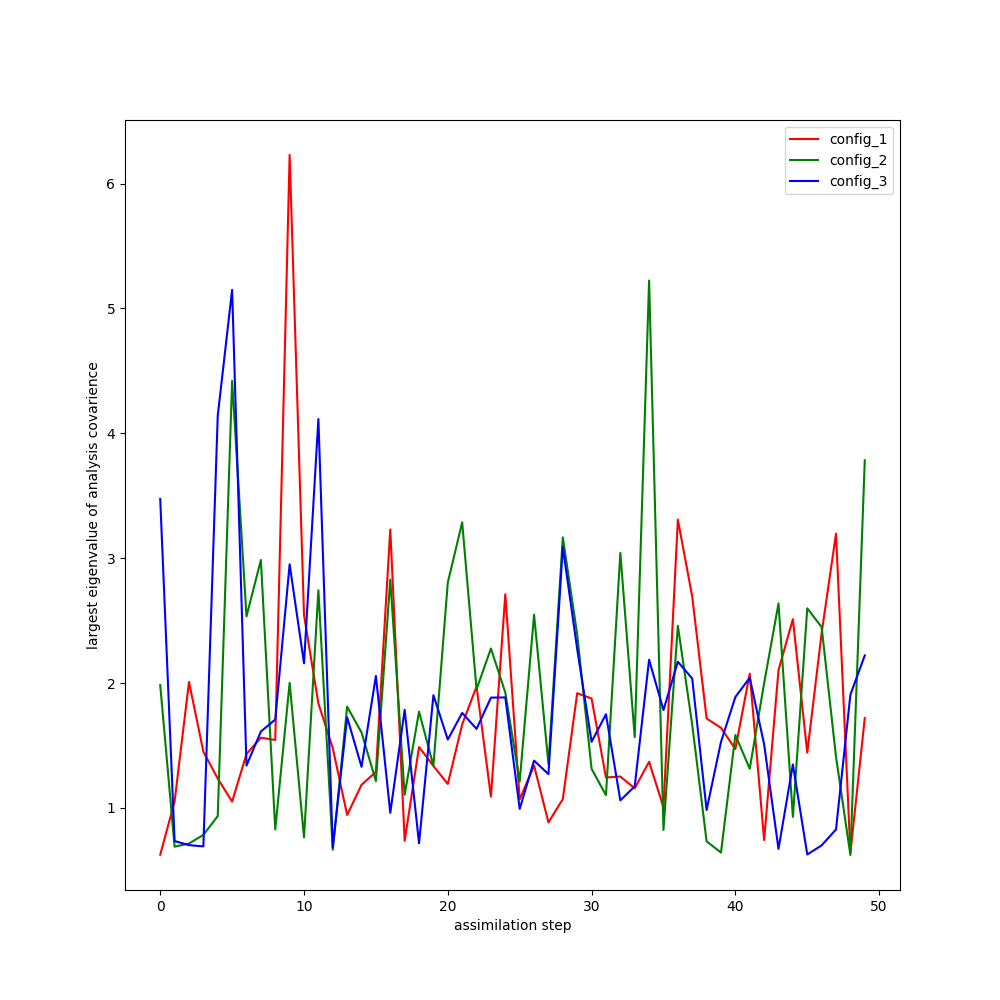 config_1
config_2
config_3
largest eigenvalue of analysis covarience
6
5
4
3
2
1
0 10 20 30 40 50
assimilation step